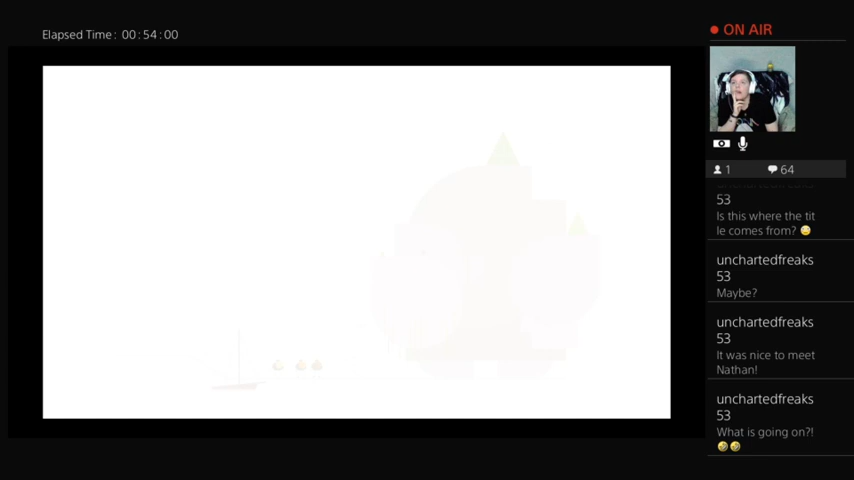 Elapsed Time: 00:54:00
ON AIR
1 64
53
Is this where the tit
le comes from?
unchartedfreaks
53
Maybe?
unchartedfreaks
53
It was nice to meet
Nathan!
unchartedfreaks
53
What is going on?!